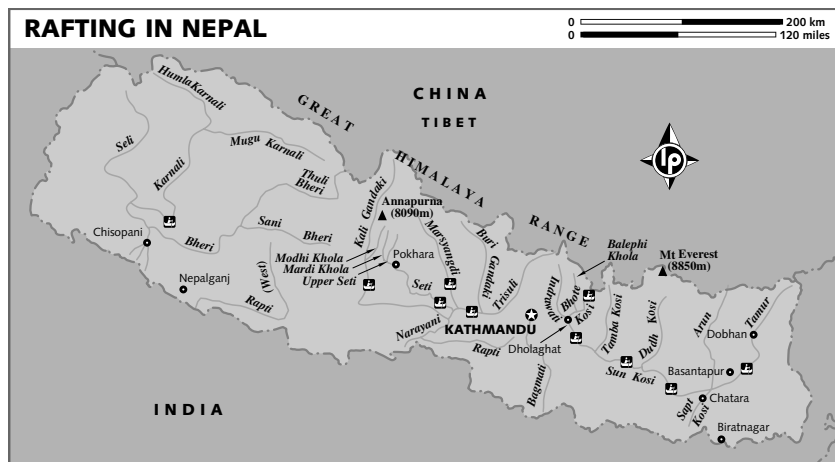 RAFTING IN NEPAL
0 200 km
0 120 miles
CHINA
TIBET
GREAT HIMALAYA RANGE
lp
Humla Karnali
Seli
Karnali
Mugu Karnali
Thuli
Bheri
Kali Gandaki
Annapurna
(8090m)
Marsyangdi
Buri
Gandaki
Balephi
Khola
Mt Everest
(8850m)
Chisopani
Bheri
Sani Bheri
Modhi Khola
Mardi Khola
Upper Seti
Pokhara
Seti
Trisuli
Indrawati
Bhote
Kosi
Tamba Kosi
Dudh Kosi
Arun
Tamur
Dobhan
Nepalganj
(West)
Rapti
Narayani
KATHMANDU
Rapti
Dholaghat
Bagmati
Sun Kosi
Basantapur
Chatara
Sapt
Kosi
Biratnagar
INDIA